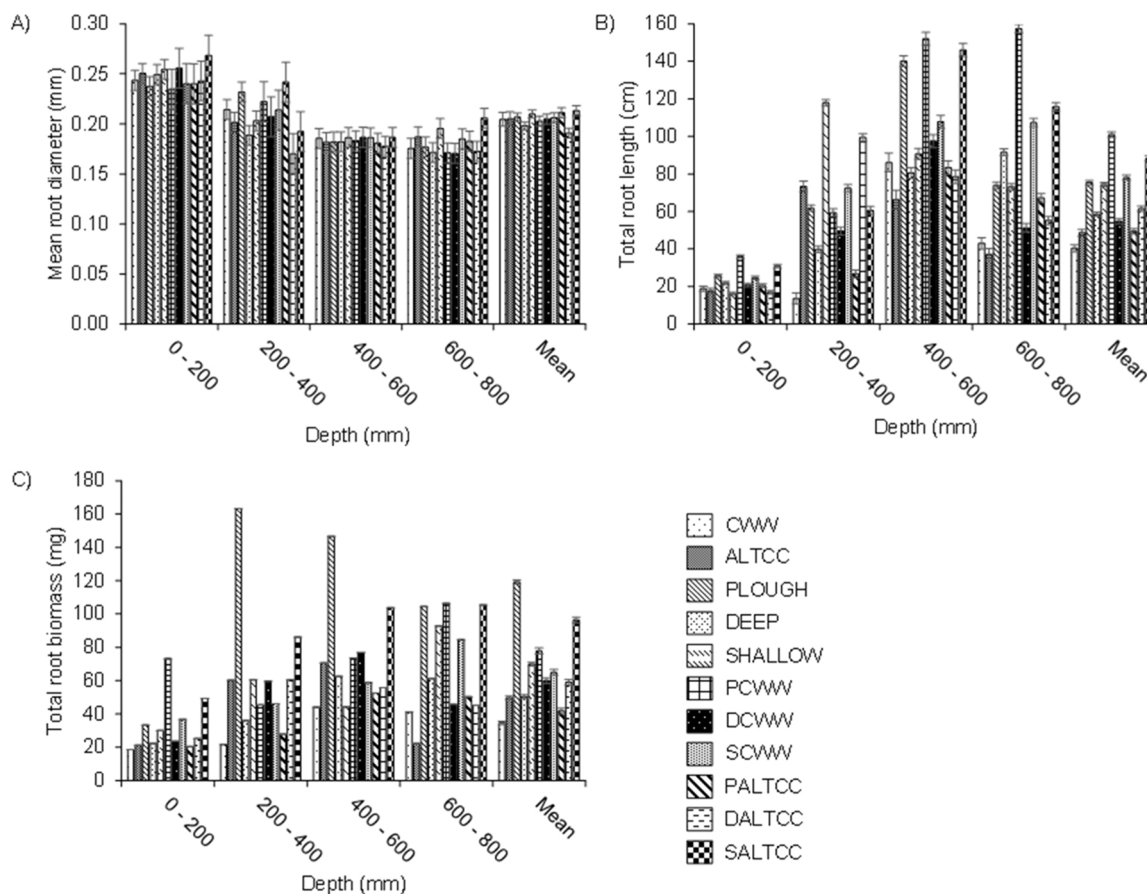 A)
Mean root diameter (mm)
0.30
0.25
0.20
0.15
0.10
0.05
0.00
0 - 200
200 - 400
400 - 600
600 - 800
Mean
Depth (mm)
B)
Total root length (cm)
160
140
120
100
80
60
40
20
0
0 - 200
200 - 400
400 - 600
600 - 800
Mean
Depth (mm)
C)
Total root biomass (mg)
180
160
140
120
100
80
60
40
20
0
0 - 200
200 - 400
400 - 600
600 - 800
Mean
Depth (mm)
CWW
ALTCC
PLOUGH
DEEP
SHALLOW
PCWW
DCWW
SCWW
PALTCC
DALTCC
SALTCC